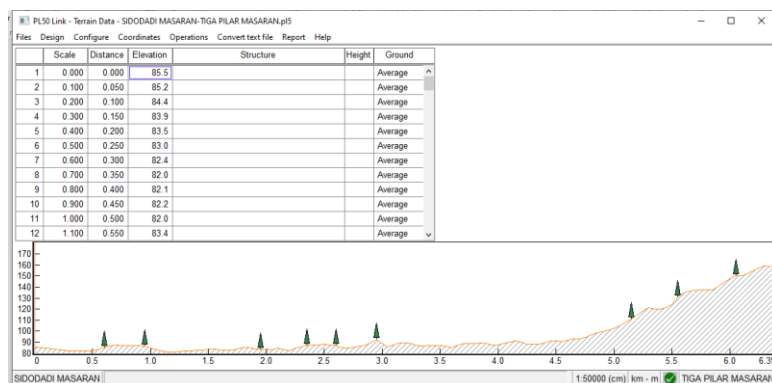 PL50 Link - Terrain Data - SIDODADI MASARAN-TIGA PILAR MASARAN.pl5
Files Design Configure Coordinates Operations Convert text file Report Help
Scale Distance Elevation Structure Height Ground
1 0.000 0.000 85.5 Average
2 0.100 0.050 85.2 Average
3 0.200 0.100 84.4 Average
4 0.300 0.150 83.9 Average
5 0.400 0.200 83.5 Average
6 0.500 0.250 83.0 Average
7 0.600 0.300 82.4 Average
8 0.700 0.350 82.0 Average
9 0.800 0.400 82.1 Average
10 0.900 0.450 82.2 Average
11 1.000 0.500 82.0 Average
12 1.100 0.550 83.4 Average
170
160
150
140
130
120
110
100
90
80
0 0.5 1.0 1.5 2.0 2.5 3.0 3.5 4.0 4.5 5.0 5.5 6.0
SIDODADI MASARAN 1:50000 (cm) km - m TIGA PILAR MASARAN